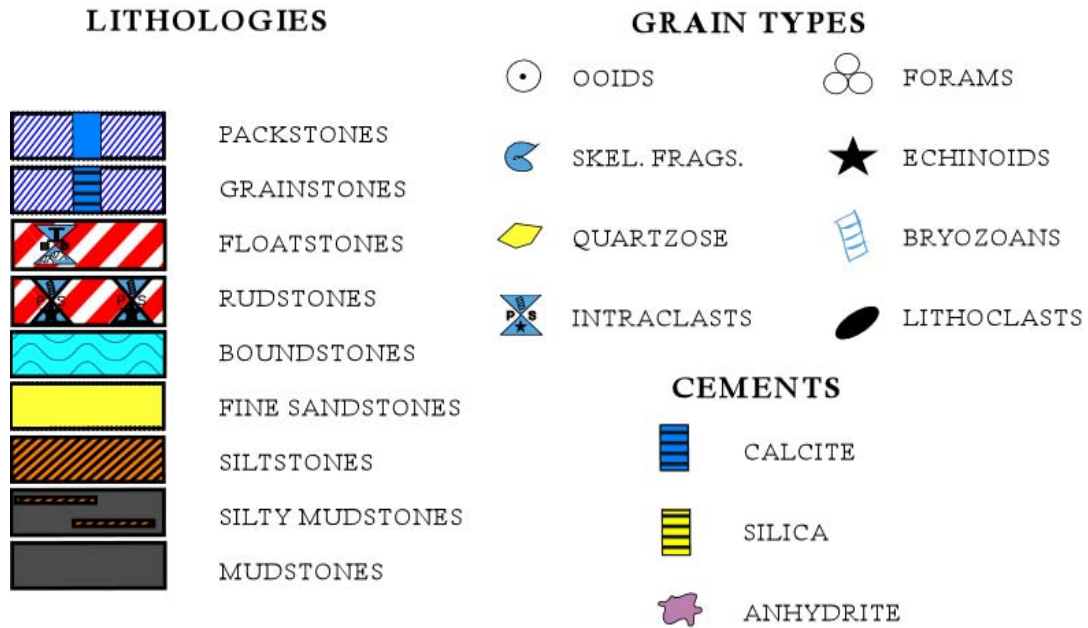 LITHOLOGIES
PACKSTONES
GRAINSTONES
FLOATSTONES
RUDSTONES
BOUNDSTONES
FINE SANDSTONES
SILTSTONES
SILTY MUDSTONES
MUDSTONES
GRAIN TYPES
OOIDS
FORAMS
SKEL. FRAGS.
ECHINOIDS
QUARTZOSE
BRYOZOANS
P S
INTRACLASTS
LITHOCLASTS
CEMENTS
CALCITE
SILICA
ANHYDRITE